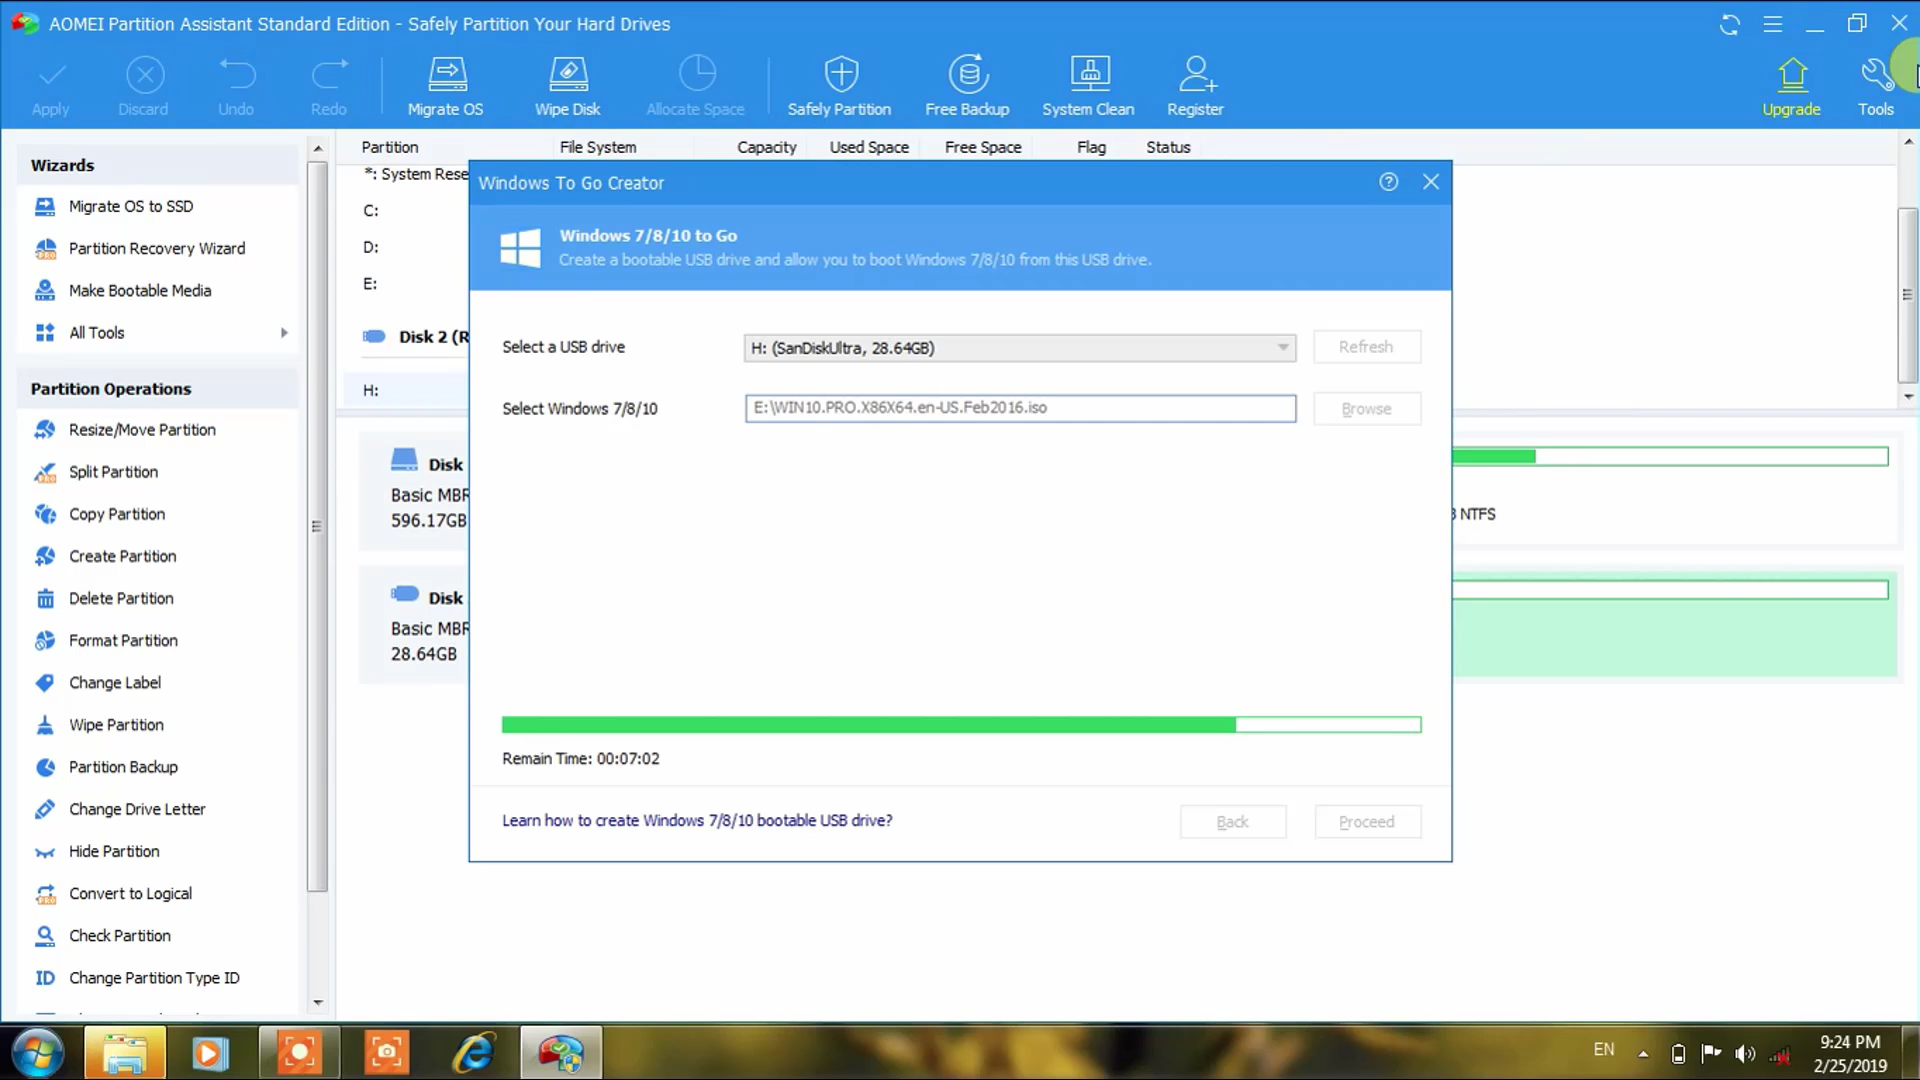 AOMEI Partition Assistant Standard Edition - Safely Partition Your Hard Drives
Apply Discard Undo Redo Migrate OS Wipe Disk Allocate Space Safely Partition Free Backup System Clean Register Upgrade Tools
Wizards
Migrate OS to SSD
Partition Recovery Wizard
Make Bootable Media
All Tools
Partition Operations
Resize/Move Partition
Split Partition
Copy Partition
Create Partition
Delete Partition
Format Partition
Change Label
Wipe Partition
Partition Backup
Change Drive Letter
Hide Partition
Convert to Logical
Check Partition
ID Change Partition Type ID
Partition File System Capacity Used Space Free Space Flag Status
*: System Rese
C:
D:
E:
Disk 2 (R
H:
Disk
Basic MBR
596.17GB
NTFS
Disk
Basic MBR
28.64GB
Windows To Go Creator
Windows 7/8/10 to Go
Create a bootable USB drive and allow you to boot Windows 7/8/10 from this USB drive.
Select a USB drive H: (SanDiskUltra, 28.64GB) Refresh
Select Windows 7/8/10 E:\WIN10.PRO.X86X64.en-US.Feb2016.iso Browse
Remain Time: 00:07:02
Learn how to create Windows 7/8/10 bootable USB drive? Back Proceed
EN
9:24 PM
2/25/2019